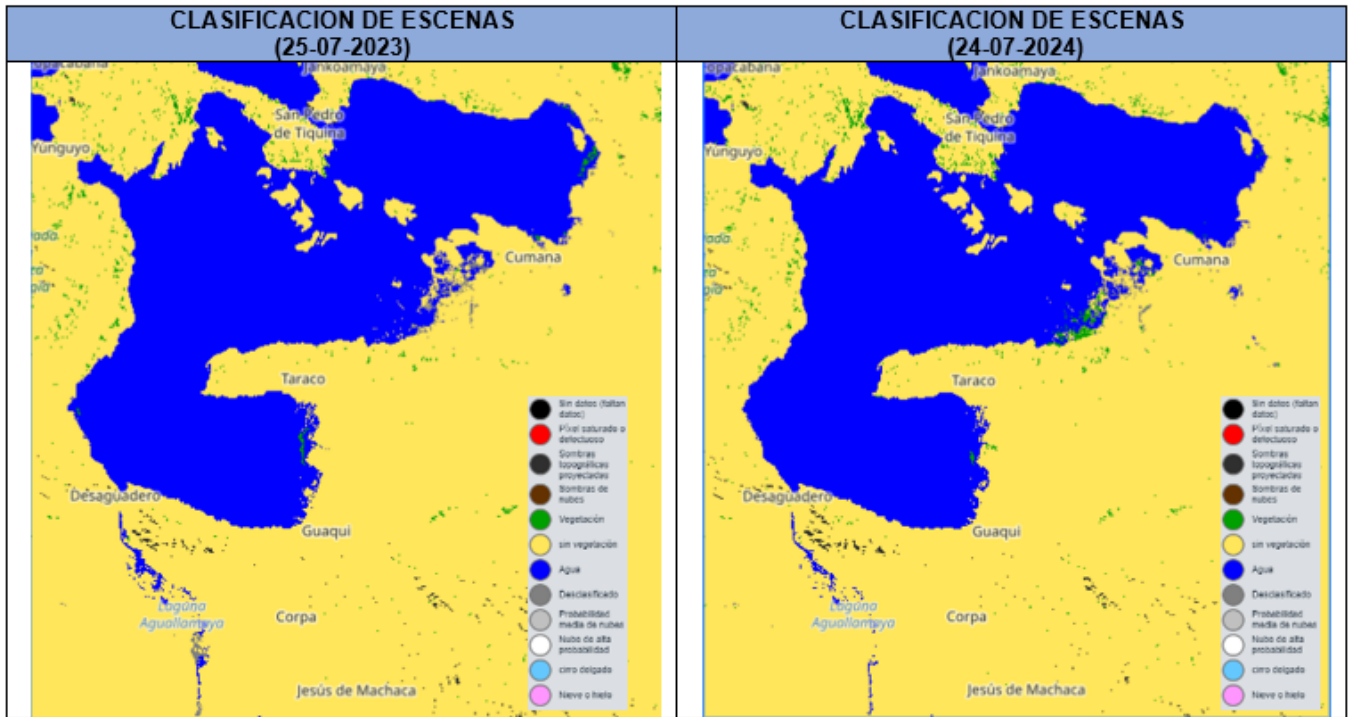 CLASIFICACION DE ESCENAS
(25-07-2023)
Jankoamaya
San Pedro
de Tiquina
Yunguyo
Cumana
Taraco
Desaguadero
Guaqui
Laguna
Aguallamaya
Corpa
Jesús de Machaca
Sin datos (faltan
datos)
Píxel saturado o
defectuoso
Sombras
topográficas
proyectadas
Sombras de
nubes
Vegetación
sin vegetación
Agua
Desclasificado
Probabilidad
media de nubes
Nube de alta
probabilidad
cirro delgado
Nieve o hielo
CLASIFICACION DE ESCENAS
(24-07-2024)
Jankoamaya
San Pedro
de Tiquina
Yunguyo
Cumana
Taraco
Desaguadero
Guaqui
Laguna
Aguallamaya
Corpa
Jesús de Machaca
Sin datos (faltan
datos)
Píxel saturado o
defectuoso
Sombras
topográficas
proyectadas
Sombras de
nubes
Vegetación
sin vegetación
Agua
Desclasificado
Probabilidad
media de nubes
Nube de alta
probabilidad
cirro delgado
Nieve o hielo